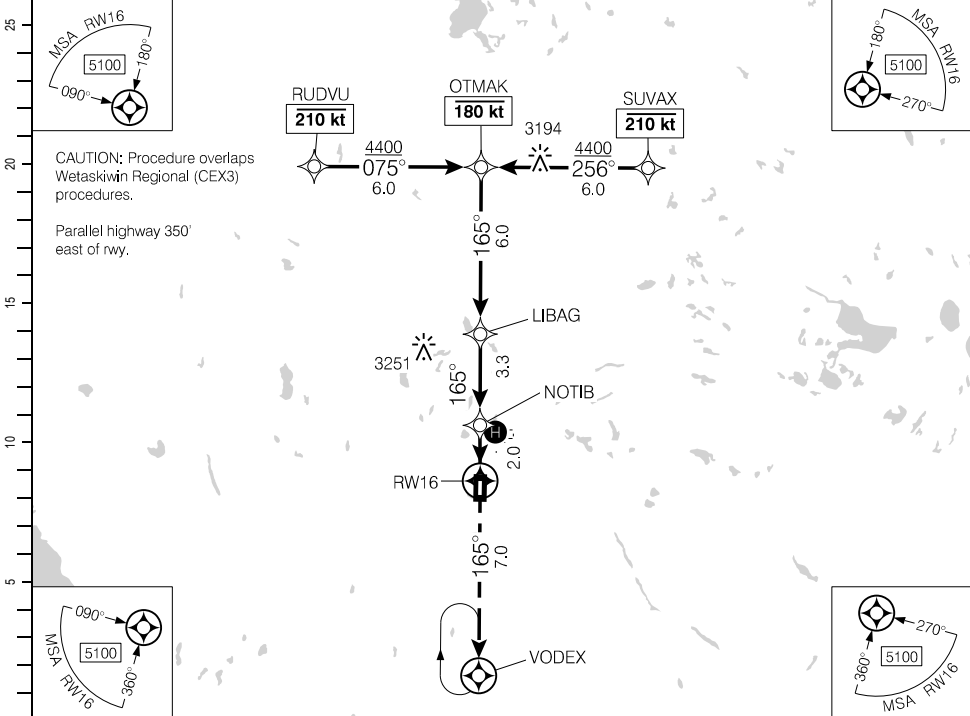 25
20
15
10
5
MSA RW16
5100
180°
090°
MSA RW16
5100
180°
270°
RUDVU
210 kt
OTMAK
180 kt
SUVAX
210 kt
3194
4400
075°
6.0
4400
256°
6.0
CAUTION: Procedure overlaps
Wetaskiwin Regional (CEX3)
procedures.
Parallel highway 350'
east of rwy.
165°
6.0
LIBAG
3251
165°
3.3
NOTIB
H
2.0
RW16
165°
7.0
VODEX
MSA RW16
5100
090°
360°
MSA RW16
5100
270°
360°